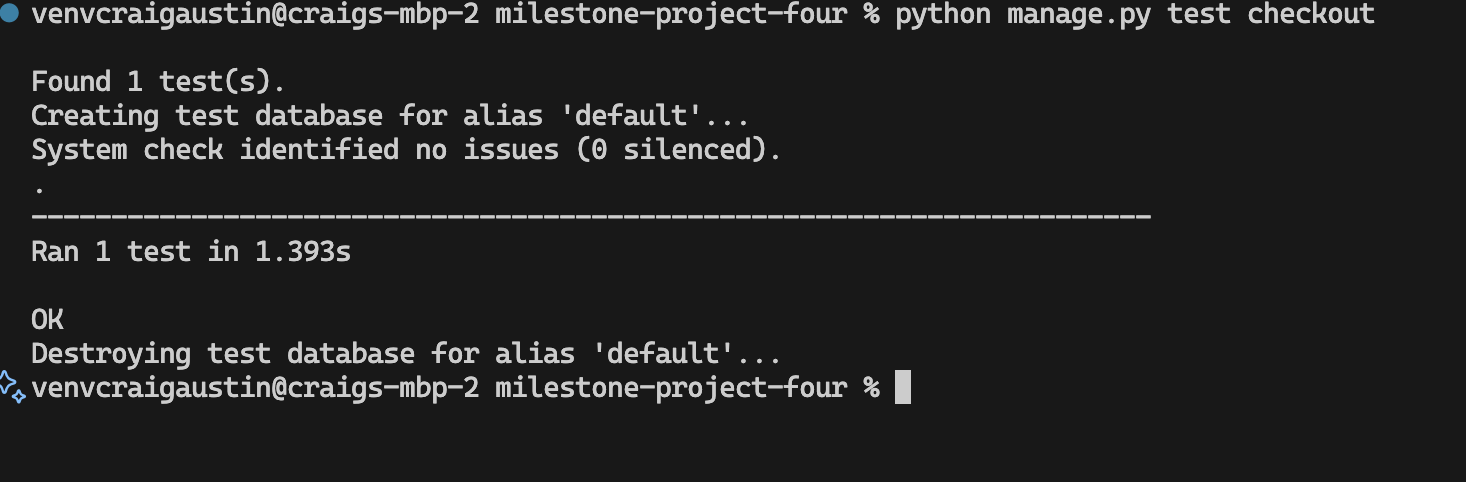 venvcraigaustin@craigs-mbp-2 milestone-project-four % python manage.py test checkout
Found 1 test(s).
Creating test database for alias 'default'...
System check identified no issues (0 silenced).
.
----------------------------------------------------------------------
Ran 1 test in 1.393s
OK
Destroying test database for alias 'default'...
venvcraigaustin@craigs-mbp-2 milestone-project-four %